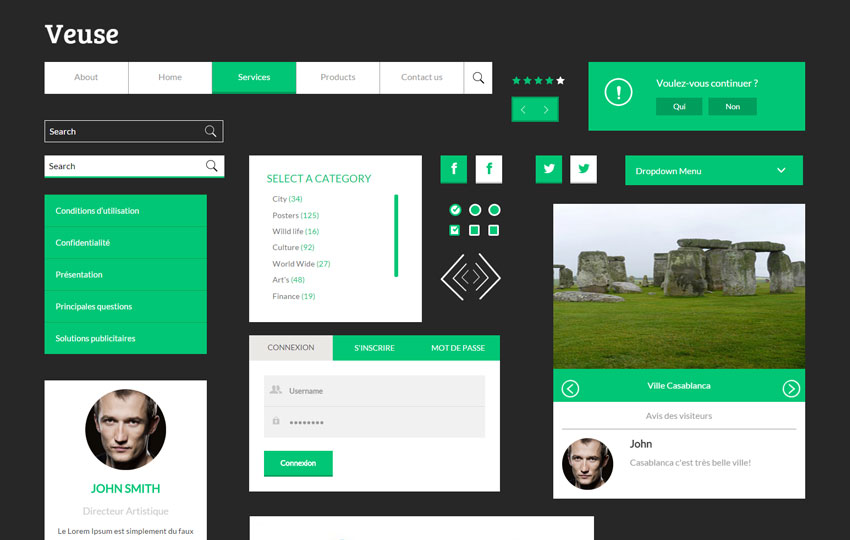 Veuse
About
Home
Services
Products
Contact us
Voulez-vous continuer ?
Qui
Non
Search
Search
Conditions d'utilisation
Confidentialité
Présentation
Principales questions
Solutions publicitaires
SELECT A CATEGORY
City (34)
Posters (125)
Willd life (16)
Culture (92)
World Wide (27)
Art's (48)
Finance (19)
Dropdown Menu
CONNEXION
S'INSCRIRE
MOT DE PASSE
Username
Connexion
Ville Casablanca
Avis des visiteurs
John
Casablanca c'est très belle ville!
JOHN SMITH
Directeur Artistique
Le Lorem Ipsum est simplement du faux